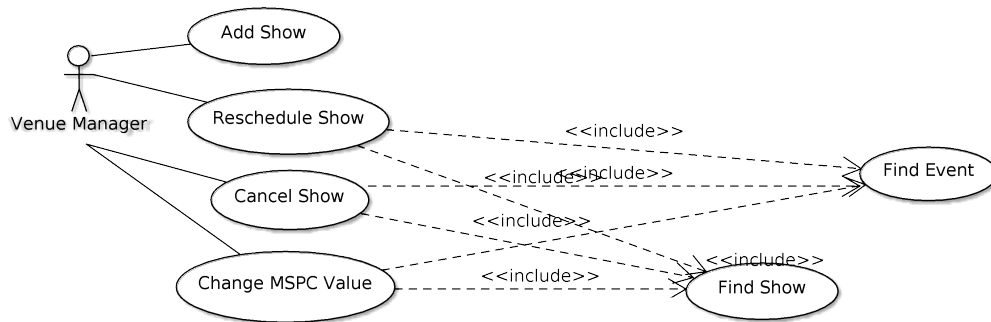 Add Show
Venue Manager
Reschedule Show
<<include>>
Find Event
<<include>>
<<include>>
Cancel Show
<<include>>
<<include>>
Change MSPC Value
<<include>>
Find Show